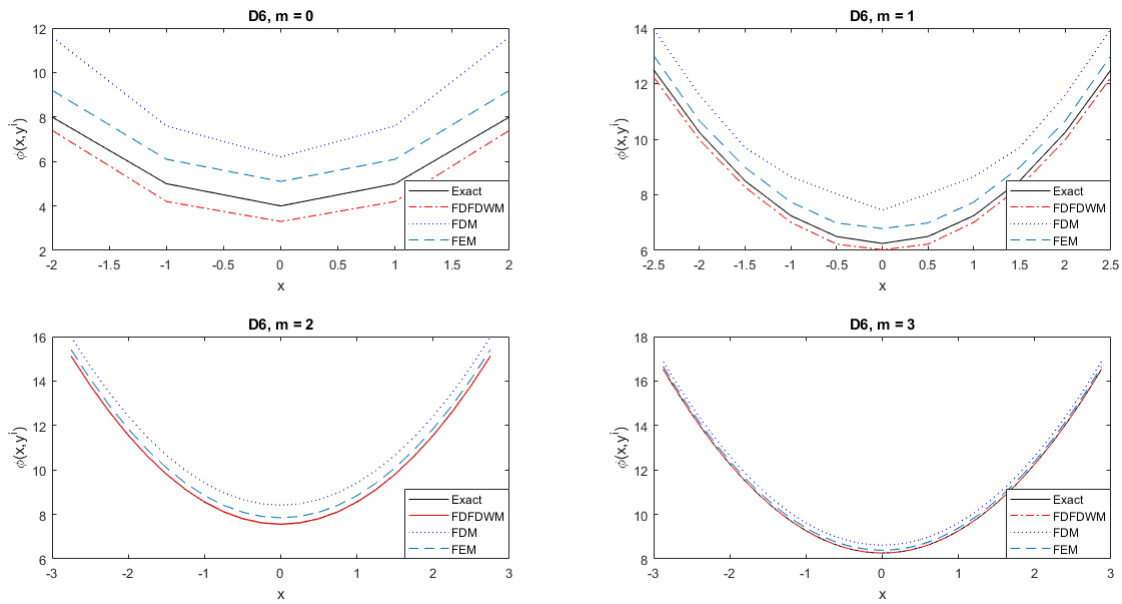 D6, m = 0
12
10
8
6
4
2
ϕ(x,yⁱ)
-2
-1.5
-1
-0.5
0
0.5
1
1.5
2
x
Exact
FDFDWM
FDM
FEM
D6, m = 1
14
12
10
8
6
ϕ(x,yⁱ)
-2.5
-2
-1.5
-1
-0.5
0
0.5
1
1.5
2
2.5
x
Exact
FDFDWM
FDM
FEM
D6, m = 2
16
14
12
10
8
6
ϕ(x,yⁱ)
-3
-2
-1
0
1
2
3
x
Exact
FDFDWM
FDM
FEM
D6, m = 3
18
16
14
12
10
8
ϕ(x,yⁱ)
-3
-2
-1
0
1
2
3
x
Exact
FDFDWM
FDM
FEM